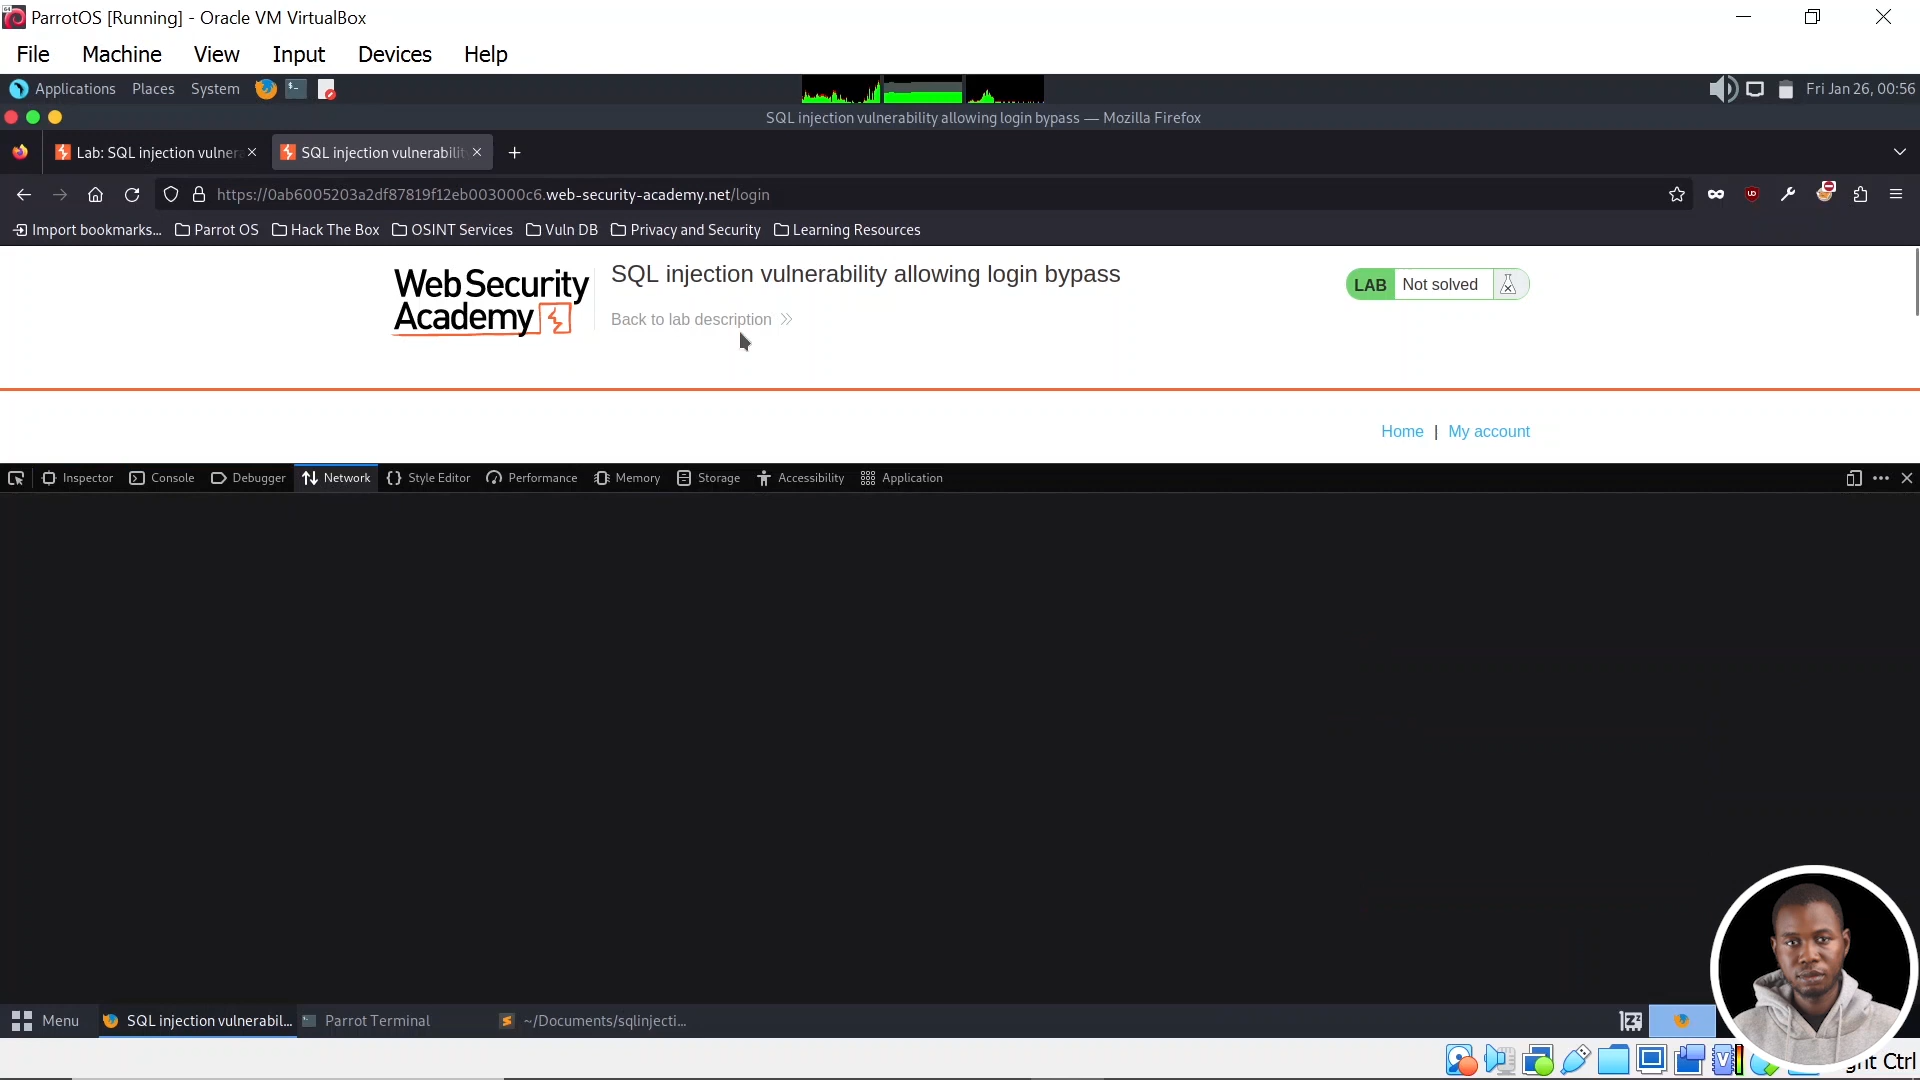 ParrotOS [Running] - Oracle VM VirtualBox
File Machine View Input Devices Help
Applications Places System Fri Jan 26, 00:56
SQL injection vulnerability allowing login bypass — Mozilla Firefox
Lab: SQL injection vulnera SQL injection vulnerabilit
https://0ab6005203a2df87819f12eb003000c6.web-security-academy.net/login
Import bookmarks... Parrot OS Hack The Box OSINT Services Vuln DB Privacy and Security Learning Resources
Web Security
Academy
SQL injection vulnerability allowing login bypass
Back to lab description
LAB Not solved
Home | My account
Inspector Console Debugger Network Style Editor Performance Memory Storage Accessibility Application
Menu SQL injection vulnerabil... Parrot Terminal ~/Documents/sqlinjecti...
Ctrl